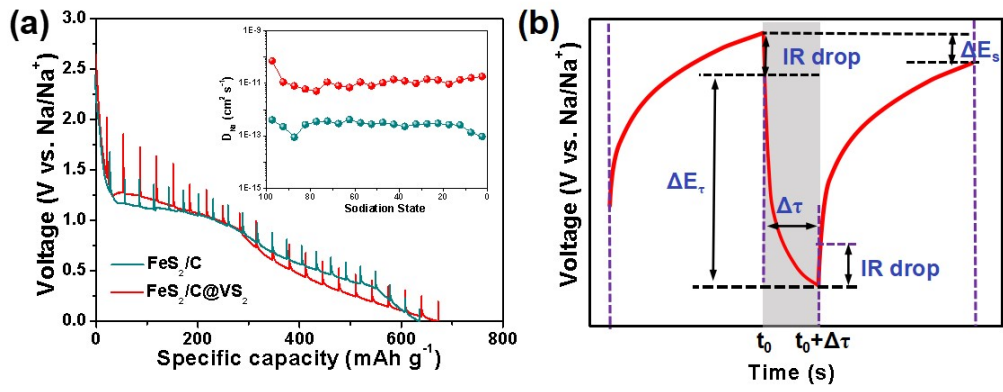 (a)
Voltage (V vs. Na/Na⁺)
3.0
2.5
2.0
1.5
1.0
0.5
0.0
0
200
400
600
800
Specific capacity (mAh g⁻¹)
FeS₂/C
FeS₂/C@VS₂
D_Na (cm² s⁻¹)
1E-9
1E-11
1E-13
1E-15
100
80
60
40
20
0
Sodiation State
(b)
Voltage (V vs. Na/Na⁺)
IR drop
ΔEₛ
ΔE_τ
Δτ
IR drop
t₀
t₀+Δτ
Time (s)